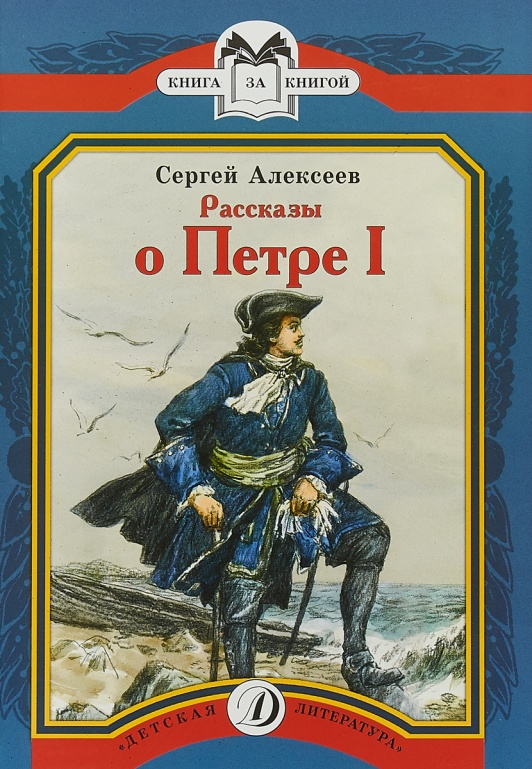 КНИГА ЗА КНИГОЙ
Сергей Алексеев
Рассказы
о Петре I
«ДЕТСКАЯ Д ЛИТЕРАТУРА»